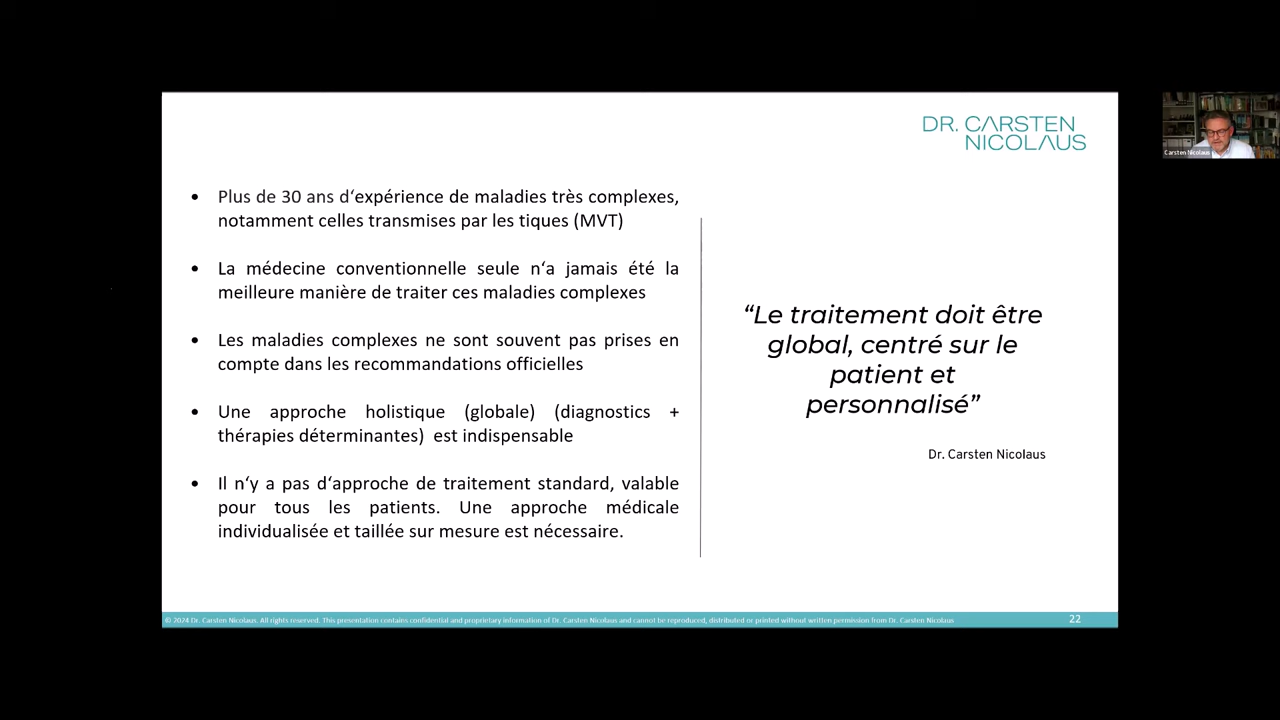 DR. CARSTEN
NICOLAUS
Carsten Nicolaus
• Plus de 30 ans d‘expérience de maladies très complexes,
notamment celles transmises par les tiques (MVT)
• La médecine conventionnelle seule n‘a jamais été la
meilleure manière de traiter ces maladies complexes
• Les maladies complexes ne sont souvent pas prises en
compte dans les recommandations officielles
• Une approche holistique (globale) (diagnostics +
thérapies déterminantes) est indispensable
• Il n‘y a pas d‘approche de traitement standard, valable
pour tous les patients. Une approche médicale
individualisée et taillée sur mesure est nécessaire.
“Le traitement doit être
global, centré sur le
patient et
personnalisé”
Dr. Carsten Nicolaus
© 2024 Dr. Carsten Nicolaus. All rights reserved. This presentation contains confidential and proprietary information of Dr. Carsten Nicolaus and cannot be reproduced, distributed or printed without written permission from Dr. Carsten Nicolaus
22